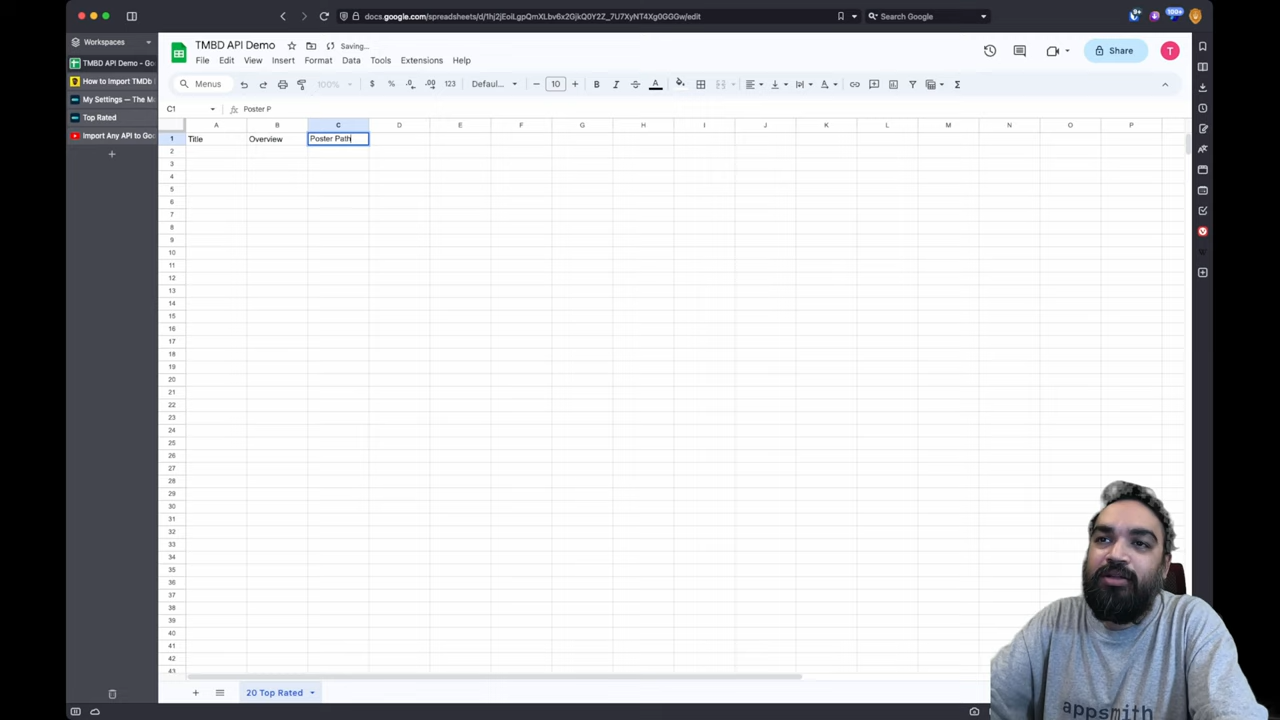 docs.google.com/spreadsheets/d/1hj2jEoiLgpQmXLbv6x2GjkQ0Y2Z_7U7XyNT4Xg0GGGw/edit
Search Google
100+
Workspaces
TMBD API Demo
Saving...
TMBD API Demo - Go
How to Import TMDb
My Settings — The M
Top Rated
Import Any API to Goo
File Edit View Insert Format Data Tools Extensions Help
Share
T
Menus
100%
$ % .0 .00 123
Defaul...
10
B I A
C1
Poster P
A B C D E F G H I J K L M N O P
1 Title Overview Poster Path
2
3
4
5
6
7
8
9
10
11
12
13
14
15
16
17
18
19
20
21
22
23
24
25
26
27
28
29
30
31
32
33
34
35
36
37
38
39
40
41
42
43
20 Top Rated
appsmith